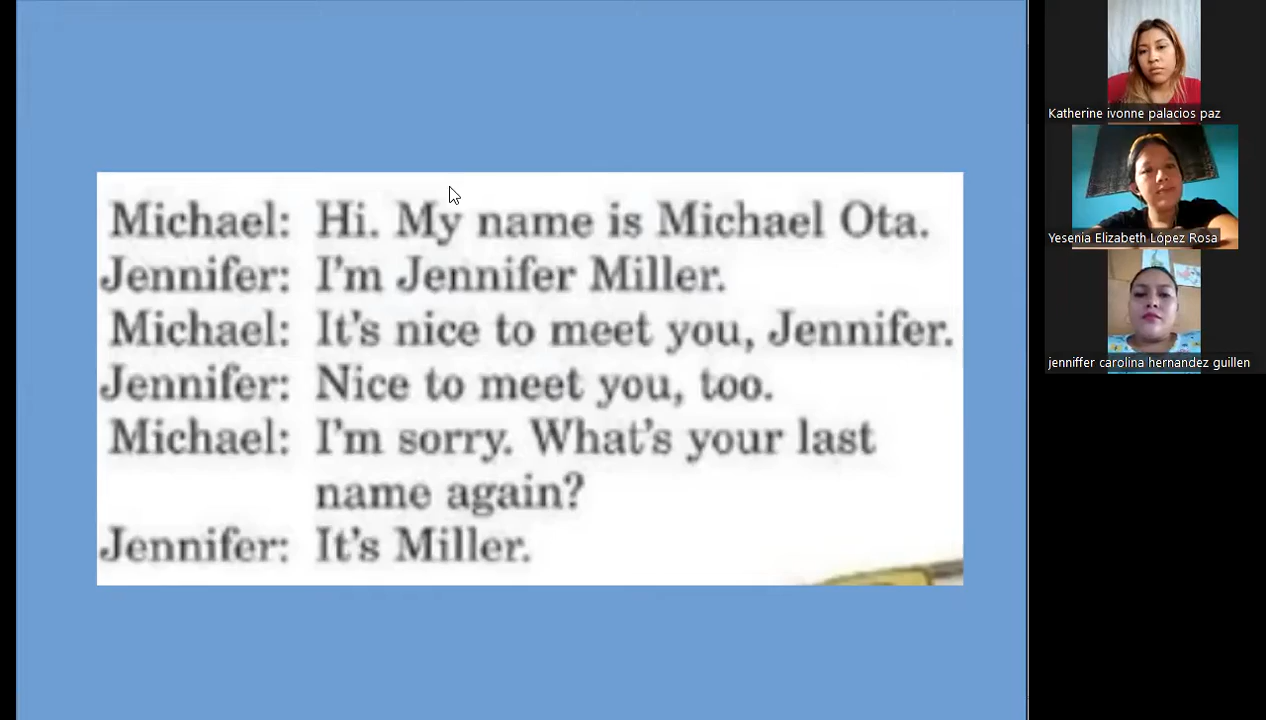 Michael: Hi. My name is Michael Ota.
Jennifer: I'm Jennifer Miller.
Michael: It's nice to meet you, Jennifer.
Jennifer: Nice to meet you, too.
Michael: I'm sorry. What's your last
name again?
Jennifer: It's Miller.
Katherine ivonne palacios paz
Yesenia Elizabeth López Rosa
jenniffer carolina hernandez guillen